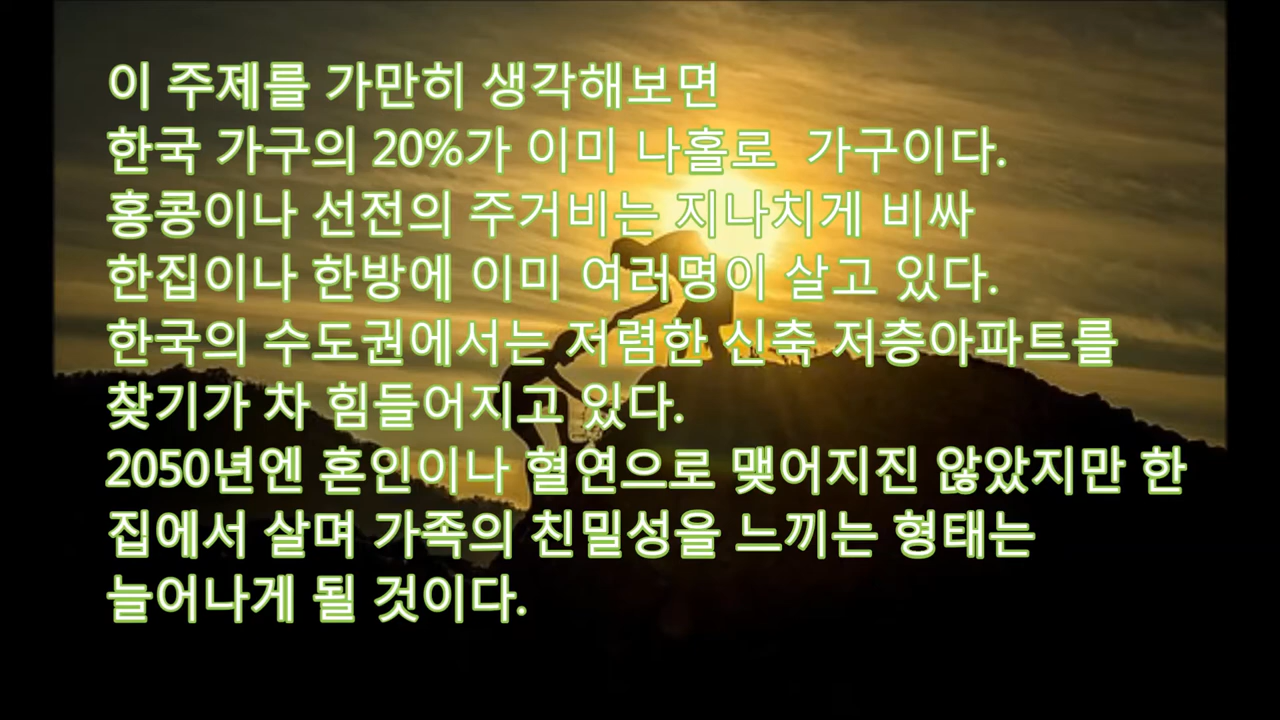 이 주제를 가만히 생각해보면
한국 가구의 20%가 이미 나홀로 가구이다.
홍콩이나 선전의 주거비는 지나치게 비싸
한집이나 한방에 이미 여러명이 살고 있다.
한국의 수도권에서는 저렴한 신축 저층아파트를
찾기가 차 힘들어지고 있다.
2050년엔 혼인이나 혈연으로 맺어지진 않았지만 한
집에서 살며 가족의 친밀성을 느끼는 형태는
늘어나게 될 것이다.